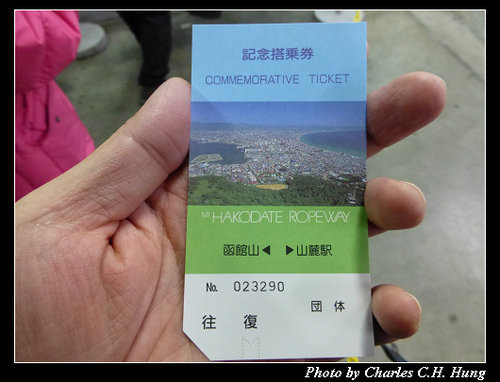 記念搭乗券
COMMEMORATIVE TICKET
Mt HAKODATE ROPEWAY
函館山◀ ▶山麓駅
No. 023290
団体
往復
Photo by Charles C.H. Hung